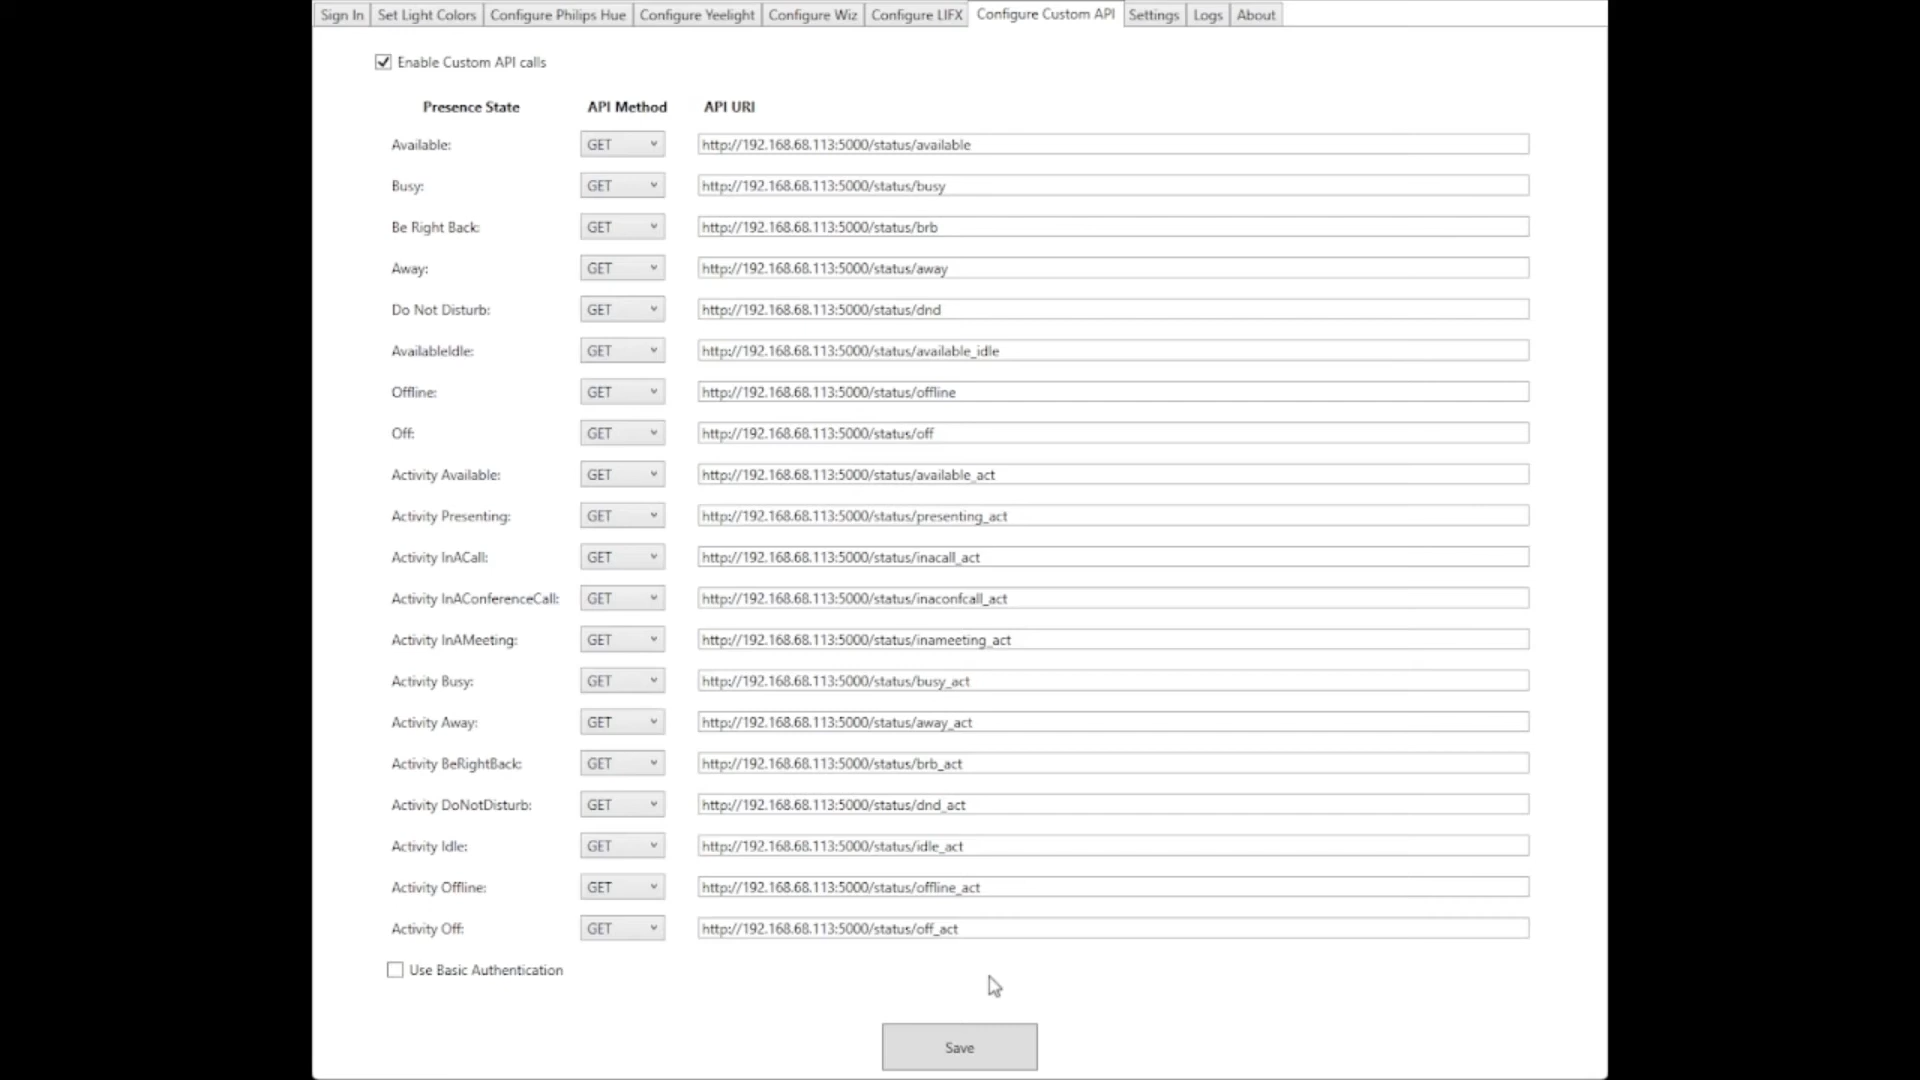 Sign In Set Light Colors Configure Philips Hue Configure Yeelight Configure Wiz Configure LIFX Configure Custom API Settings Logs About
Enable Custom API calls
Presence State API Method API URI
Available: GET http://192.168.68.113:5000/status/available
Busy: GET http://192.168.68.113:5000/status/busy
Be Right Back: GET http://192.168.68.113:5000/status/brb
Away: GET http://192.168.68.113:5000/status/away
Do Not Disturb: GET http://192.168.68.113:5000/status/dnd
AvailableIdle: GET http://192.168.68.113:5000/status/available_idle
Offline: GET http://192.168.68.113:5000/status/offline
Off: GET http://192.168.68.113:5000/status/off
Activity Available: GET http://192.168.68.113:5000/status/available_act
Activity Presenting: GET http://192.168.68.113:5000/status/presenting_act
Activity InACall: GET http://192.168.68.113:5000/status/inacall_act
Activity InAConferenceCall: GET http://192.168.68.113:5000/status/inaconfcall_act
Activity InAMeeting: GET http://192.168.68.113:5000/status/inameeting_act
Activity Busy: GET http://192.168.68.113:5000/status/busy_act
Activity Away: GET http://192.168.68.113:5000/status/away_act
Activity BeRightBack: GET http://192.168.68.113:5000/status/brb_act
Activity DoNotDisturb: GET http://192.168.68.113:5000/status/dnd_act
Activity Idle: GET http://192.168.68.113:5000/status/idle_act
Activity Offline: GET http://192.168.68.113:5000/status/offline_act
Activity Off: GET http://192.168.68.113:5000/status/off_act
Use Basic Authentication
Save